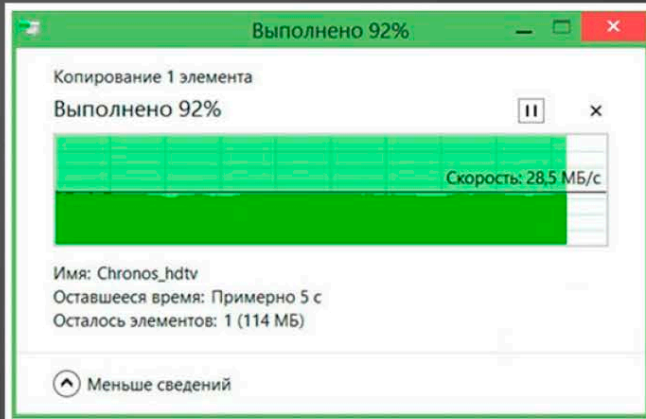 Выполнено 92%
Копирование 1 элемента
Выполнено 92%
Скорость: 28,5 МБ/с
Имя: Chronos_hdtv
Оставшееся время: Примерно 5 с
Осталось элементов: 1 (114 МБ)
Меньше сведений